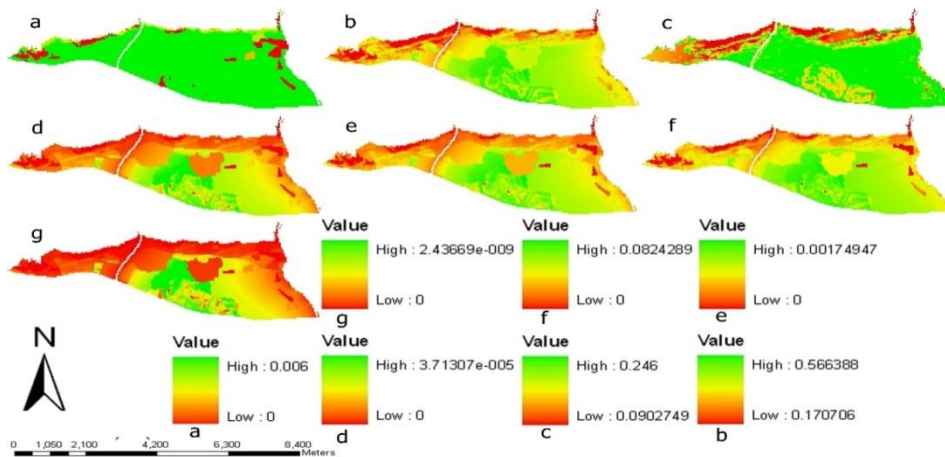 a
b
c
d
e
f
g
Value
High : 2.43669e-009
Low : 0
g
Value
High : 0.0824289
Low : 0
f
Value
High : 0.00174947
Low : 0
e
N
Value
High : 0.006
Low : 0
a
Value
High : 3.71307e-005
Low : 0
d
Value
High : 0.246
Low : 0.0902749
c
Value
High : 0.566388
Low : 0.170706
b
0 1,050 2,100 4,200 6,300 8,400
Meters